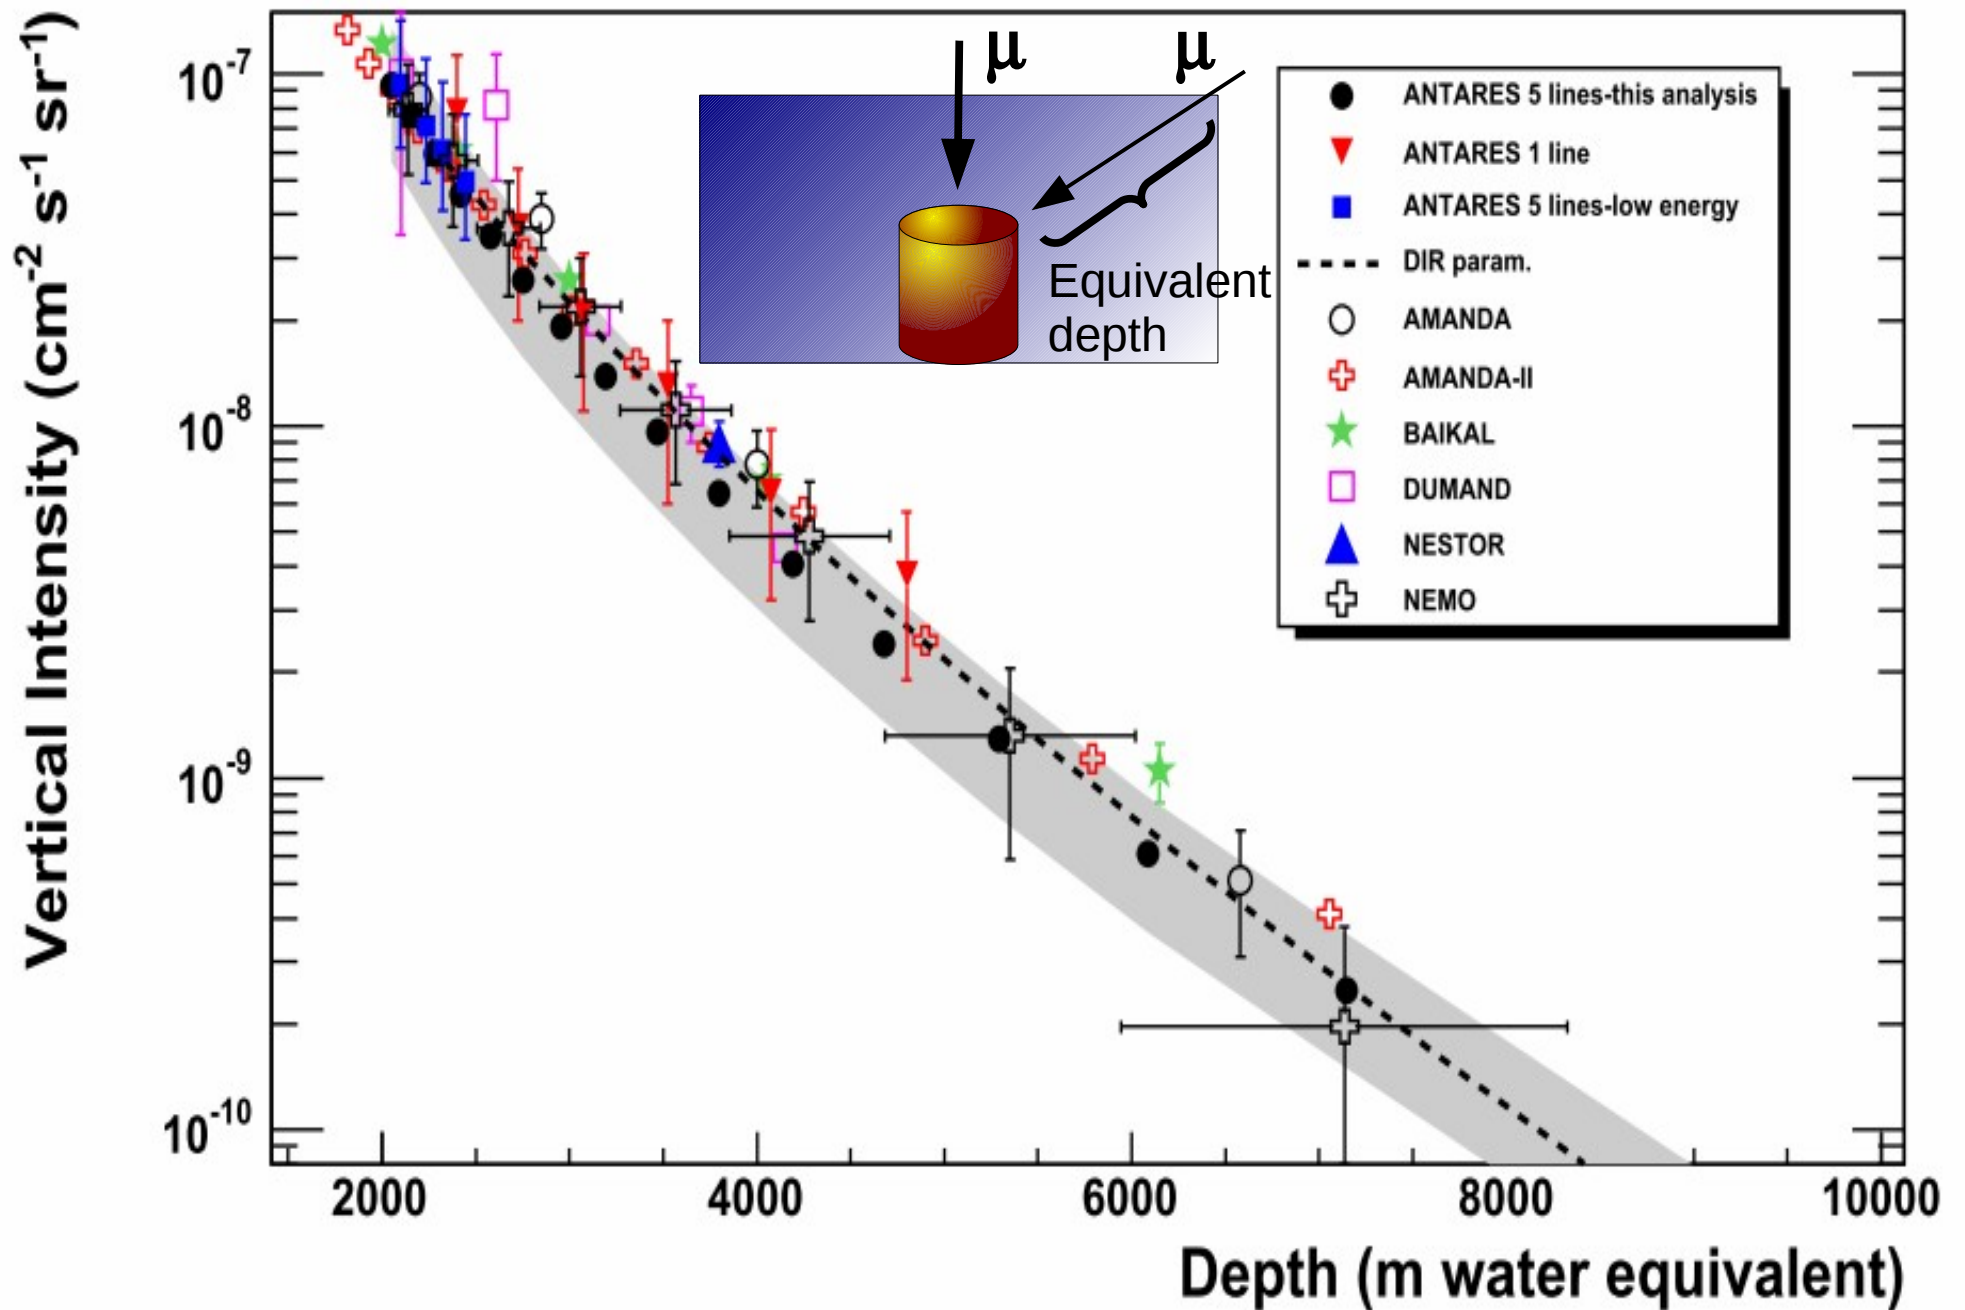 Vertical Intensity (cm-2 s-1 sr-1)
10-7
10-8
10-9
10-10
μ
μ
Equivalent
depth
ANTARES 5 lines-this analysis
ANTARES 1 line
ANTARES 5 lines-low energy
DIR param.
AMANDA
AMANDA-II
BAIKAL
DUMAND
NESTOR
NEMO
2000
4000
6000
8000
10000
Depth (m water equivalent)